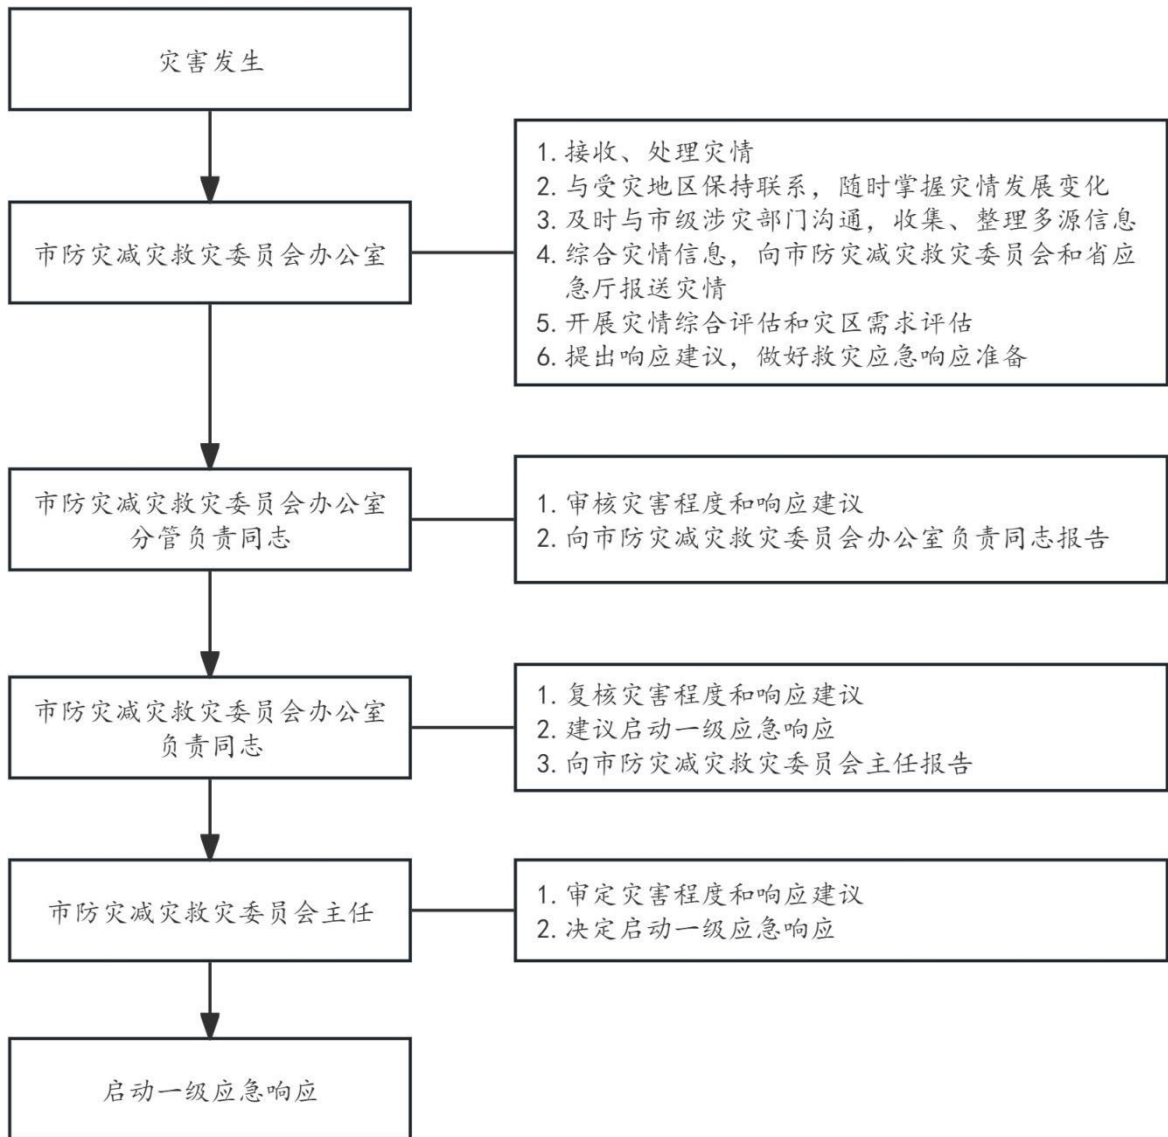 灾害发生
市防灾减灾救灾委员会办公室
1. 接收、处理灾情
2. 与受灾地区保持联系，随时掌握灾情发展变化
3. 及时与市级涉灾部门沟通，收集、整理多源信息
4. 综合灾情信息，向市防灾减灾救灾委员会和省应
急厅报送灾情
5. 开展灾情综合评估和灾区需求评估
6. 提出响应建议，做好救灾应急响应准备
市防灾减灾救灾委员会办公室
分管负责同志
1. 审核灾害程度和响应建议
2. 向市防灾减灾救灾委员会办公室负责同志报告
市防灾减灾救灾委员会办公室
负责同志
1. 复核灾害程度和响应建议
2. 建议启动一级应急响应
3. 向市防灾减灾救灾委员会主任报告
市防灾减灾救灾委员会主任
1. 审定灾害程度和响应建议
2. 决定启动一级应急响应
启动一级应急响应